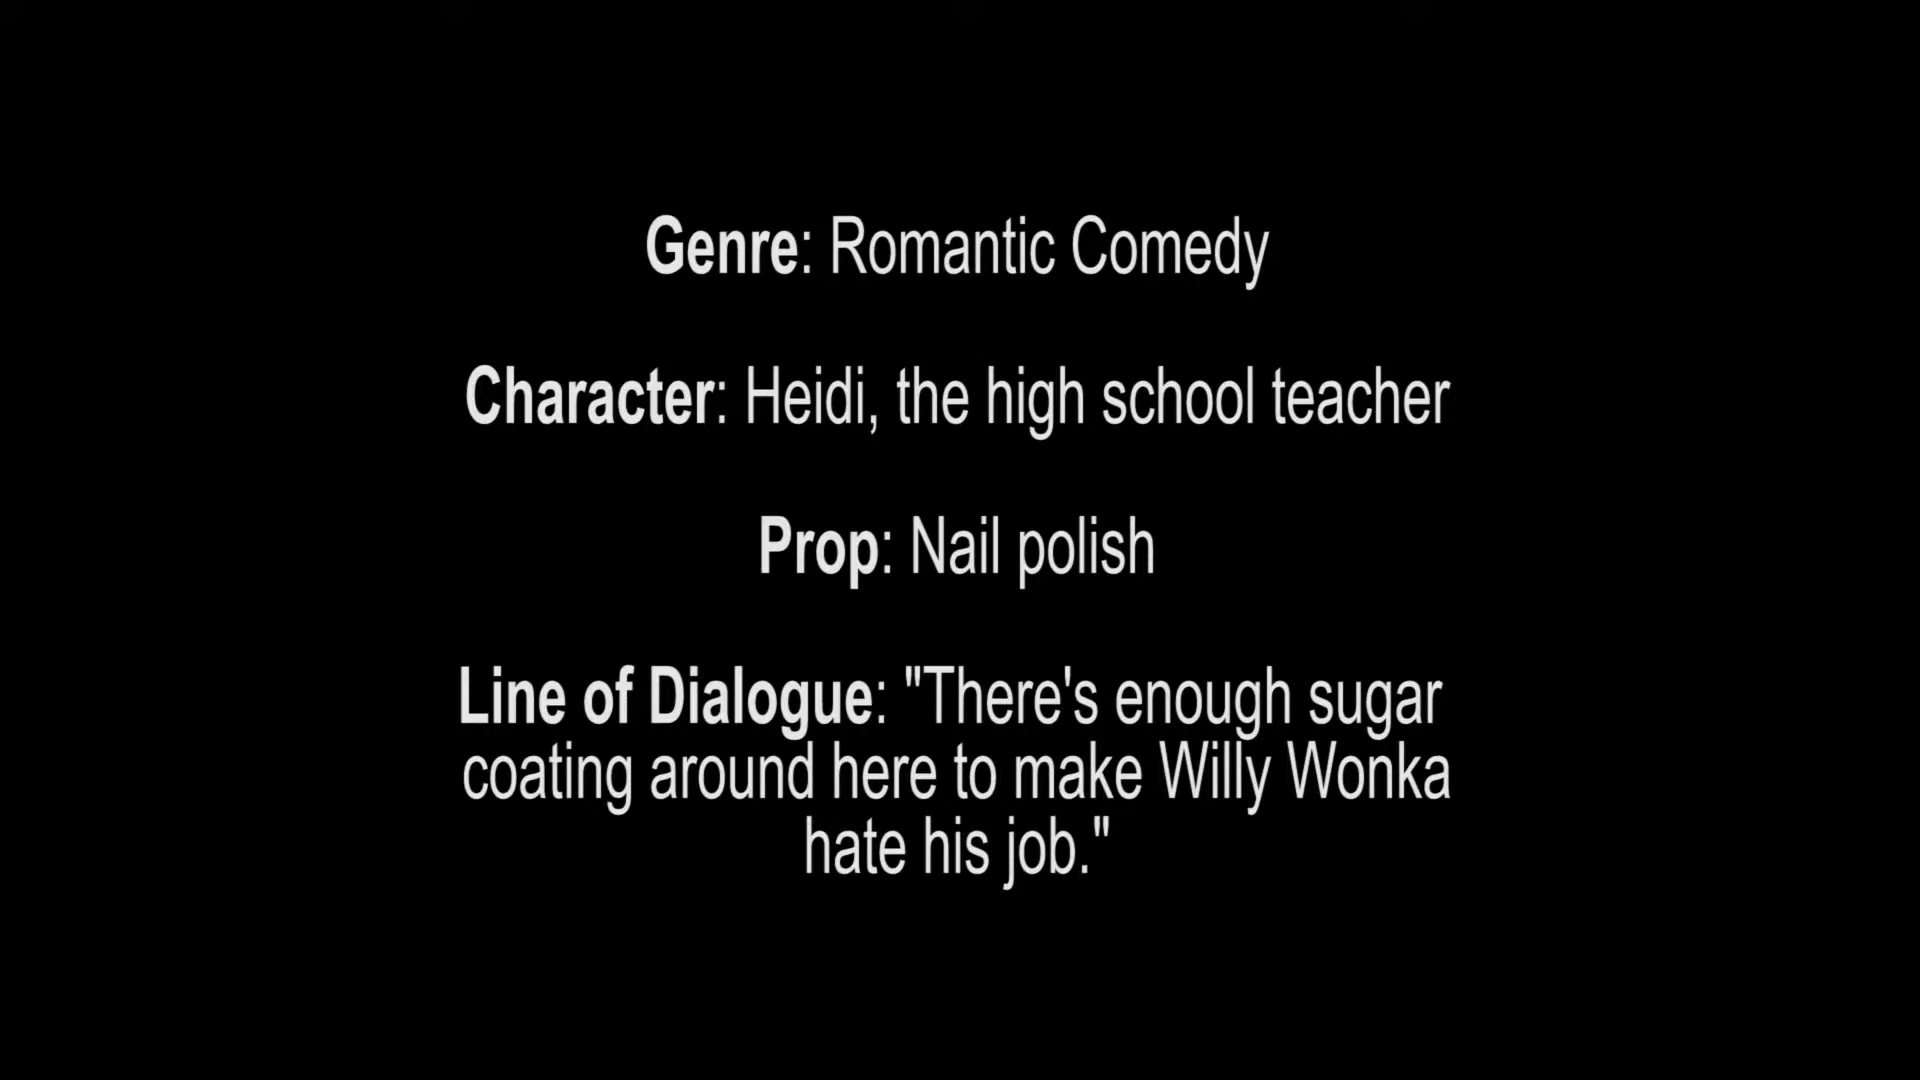 Genre: Romantic Comedy
Character: Heidi, the high school teacher
Prop: Nail polish
Line of Dialogue: "There's enough sugar
coating around here to make Willy Wonka
hate his job."